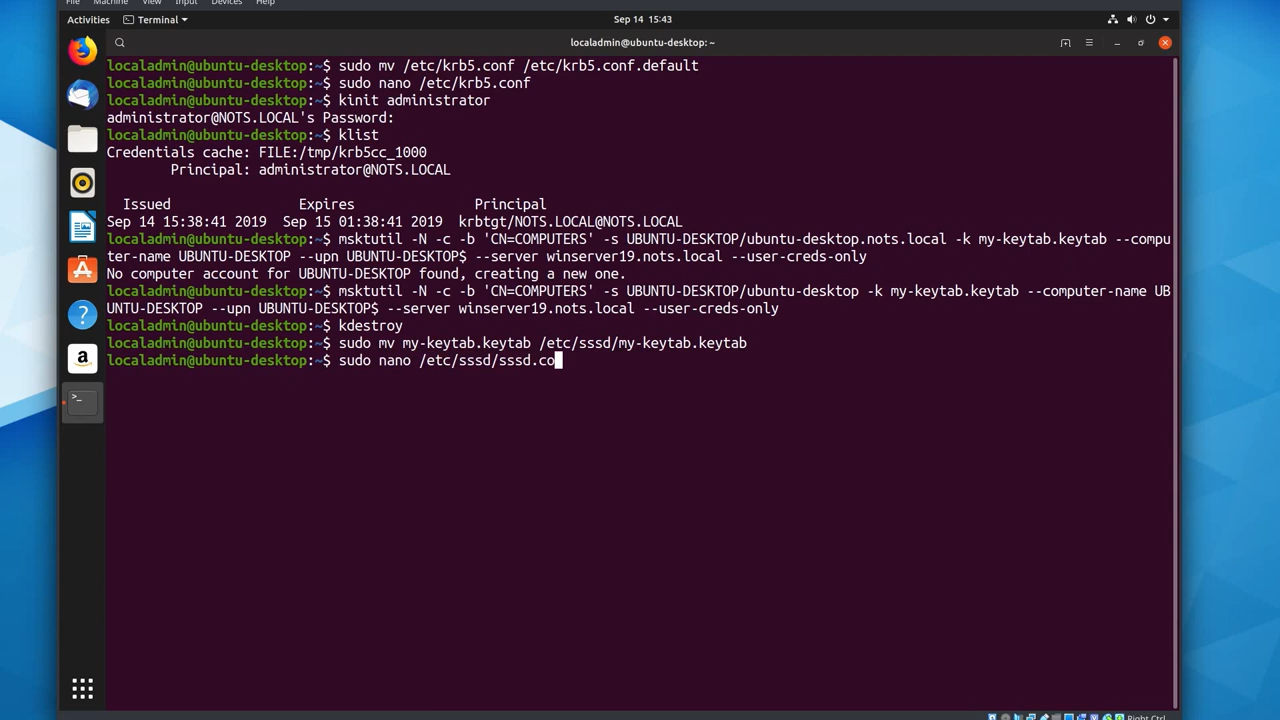 File Machine View Input Devices Help
Activities Terminal Sep 14 15:43
localadmin@ubuntu-desktop: ~
localadmin@ubuntu-desktop:~$ sudo mv /etc/krb5.conf /etc/krb5.conf.default
localadmin@ubuntu-desktop:~$ sudo nano /etc/krb5.conf
localadmin@ubuntu-desktop:~$ kinit administrator
administrator@NOTS.LOCAL's Password:
localadmin@ubuntu-desktop:~$ klist
Credentials cache: FILE:/tmp/krb5cc_1000
Principal: administrator@NOTS.LOCAL
Issued Expires Principal
Sep 14 15:38:41 2019 Sep 15 01:38:41 2019 krbtgt/NOTS.LOCAL@NOTS.LOCAL
localadmin@ubuntu-desktop:~$ msktutil -N -c -b 'CN=COMPUTERS' -s UBUNTU-DESKTOP/ubuntu-desktop.nots.local -k my-keytab.keytab --compu
ter-name UBUNTU-DESKTOP --upn UBUNTU-DESKTOP$ --server winserver19.nots.local --user-creds-only
No computer account for UBUNTU-DESKTOP found, creating a new one.
localadmin@ubuntu-desktop:~$ msktutil -N -c -b 'CN=COMPUTERS' -s UBUNTU-DESKTOP/ubuntu-desktop -k my-keytab.keytab --computer-name UB
UNTU-DESKTOP --upn UBUNTU-DESKTOP$ --server winserver19.nots.local --user-creds-only
localadmin@ubuntu-desktop:~$ kdestroy
localadmin@ubuntu-desktop:~$ sudo mv my-keytab.keytab /etc/sssd/my-keytab.keytab
localadmin@ubuntu-desktop:~$ sudo nano /etc/sssd/sssd.co
Right Ctrl